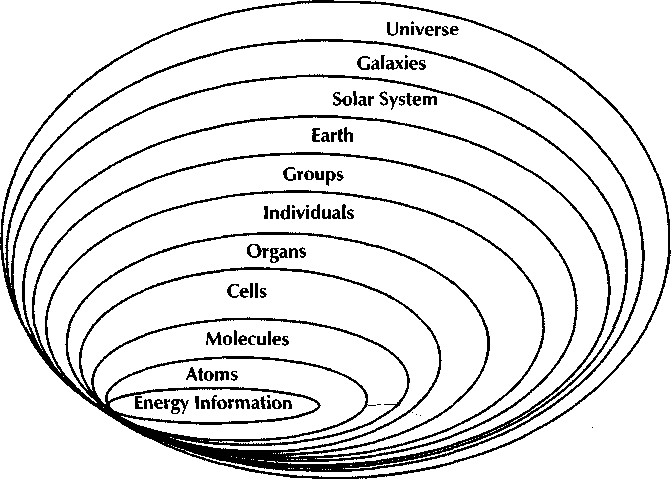 Universe
Galaxies
Solar System
Earth
Groups
Individuals
Organs
Cells
Molecules
Atoms
Energy Information